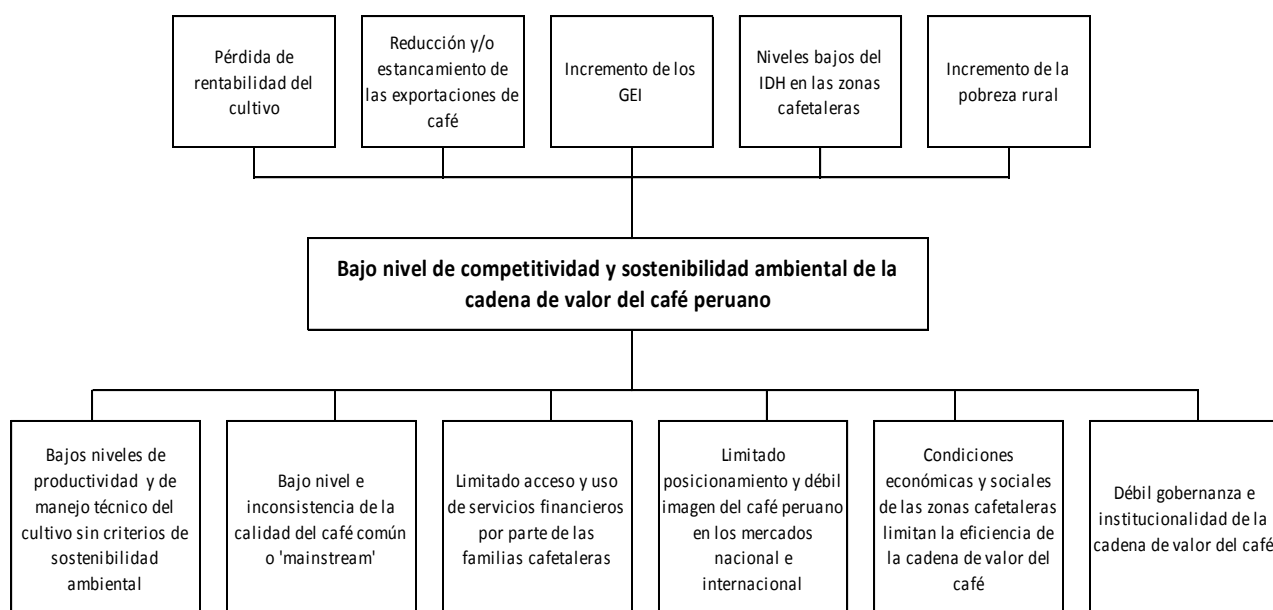 Pérdida de
rentabilidad del
cultivo
Reducción y/o
estancamiento de
las exportaciones de
café
Incremento de los
GEI
Niveles bajos del
IDH en las zonas
cafetaleras
Incremento de la
pobreza rural
Bajo nivel de competitividad y sostenibilidad ambiental de la
cadena de valor del café peruano
Bajos niveles de
productividad y de
manejo técnico del
cultivo sin criterios de
sostenibilidad
ambiental
Bajo nivel e
inconsistencia de la
calidad del café común
o 'mainstream'
Limitado acceso y uso
de servicios financieros
por parte de las
familias cafetaleras
Limitado
posicionamiento y débil
imagen del café peruano
en los mercados
nacional e
internacional
Condiciones
económicas y sociales
de las zonas cafetaleras
limitan la eficiencia de
la cadena de valor del
café
Débil gobernanza e
institucionalidad de la
cadena de valor del café